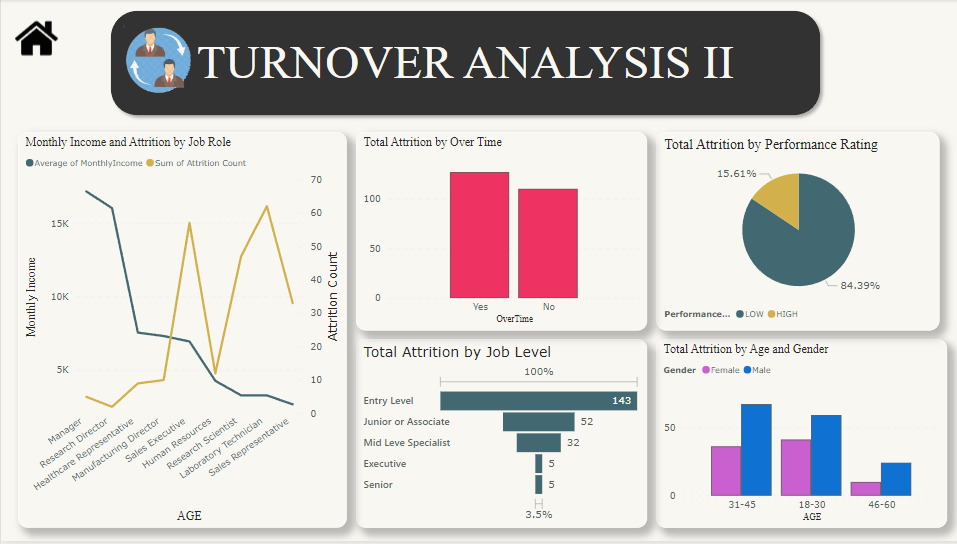 TURNOVER ANALYSIS II
Monthly Income and Attrition by Job Role
Average of MonthlyIncome Sum of Attrition Count
70
60
50
40
30
20
10
0
15K
10K
5K
Monthly Income
Attrition Count
Manager
Research Director
Healthcare Representative
Manufacturing Director
Sales Executive
Human Resources
Research Scientist
Laboratory Technician
Sales Representative
AGE
Total Attrition by Over Time
100
50
0
Yes No
OverTime
Total Attrition by Performance Rating
15.61%
84.39%
Performance... LOW HIGH
Total Attrition by Job Level
100%
Entry Level 143
Junior or Associate 52
Mid Leve Specialist 32
Executive 5
Senior 5
3.5%
Total Attrition by Age and Gender
Gender Female Male
50
0
31-45 18-30 46-60
AGE